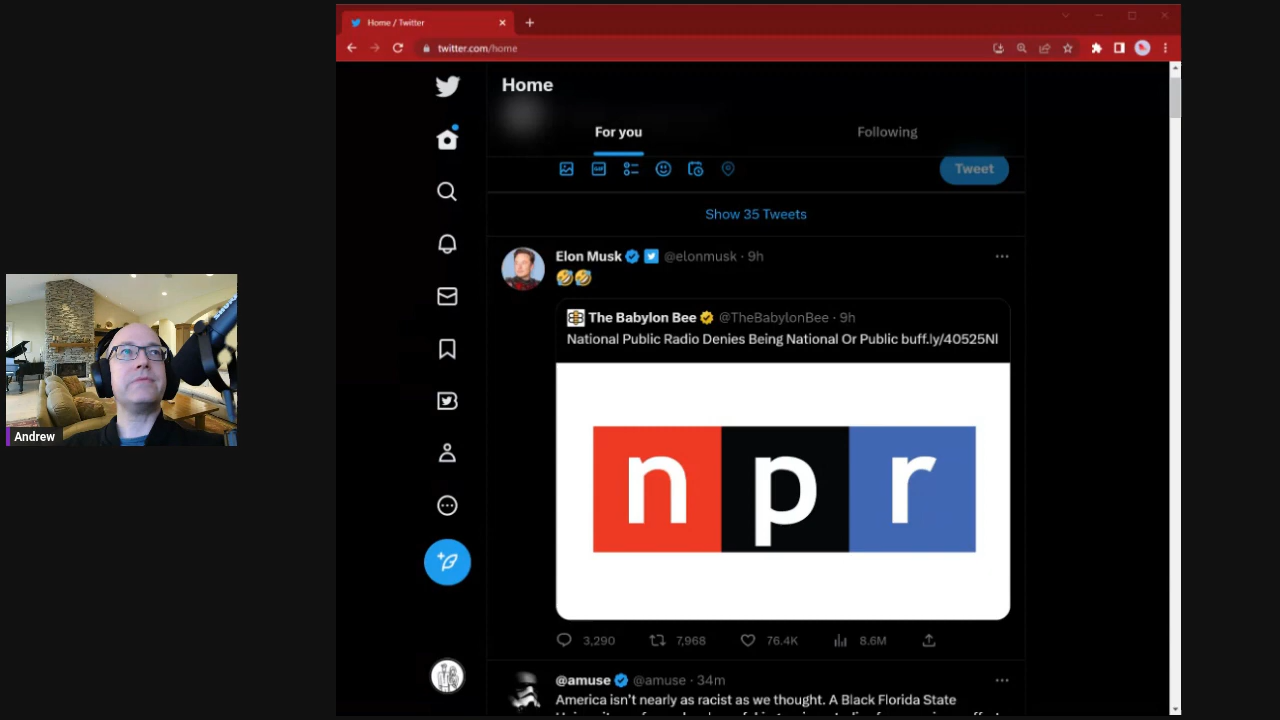 Home / Twitter
twitter.com/home
Home
For you
Following
GIF
Tweet
Show 35 Tweets
Elon Musk @elonmusk · 9h
🤣🤣
The Babylon Bee @TheBabylonBee · 9h
National Public Radio Denies Being National Or Public buff.ly/40525Nl
npr
3,290
7,968
76.4K
8.6M
@amuse @amuse · 34m
America isn't nearly as racist as we thought. A Black Florida State
Andrew